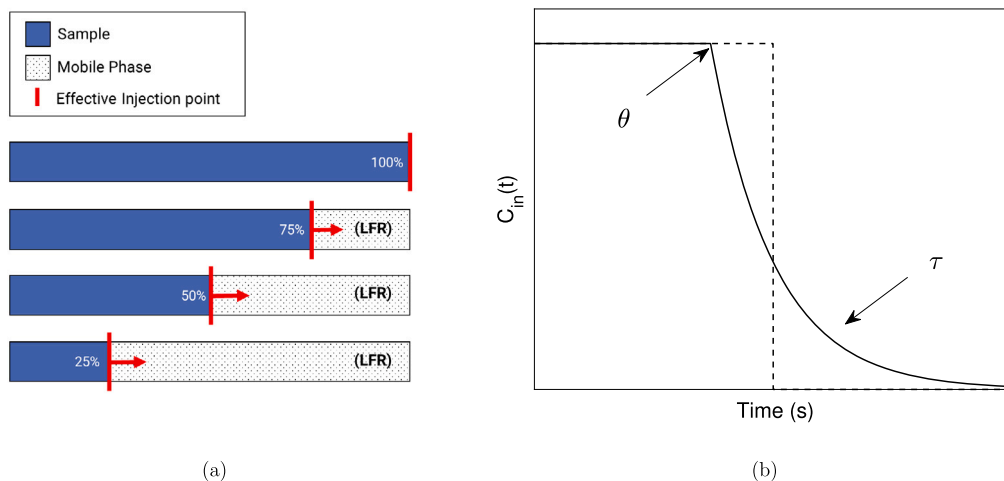 Sample
Mobile Phase
Effective Injection point
100%
75% (LFR)
50% (LFR)
25% (LFR)
(a)
C_in(t)
θ
τ
Time (s)
(b)